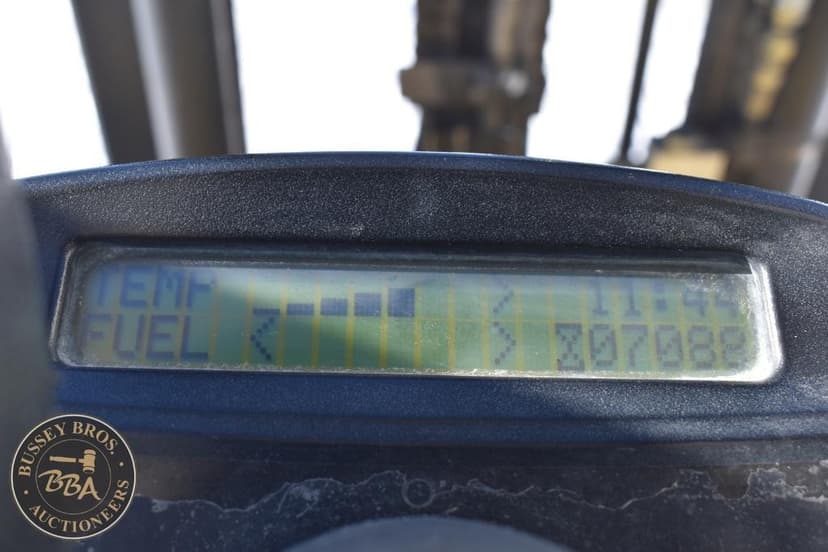 TEMP 11:44
FUEL < > 07088
BUSSEY BROS.
BBA
AUCTIONEERS